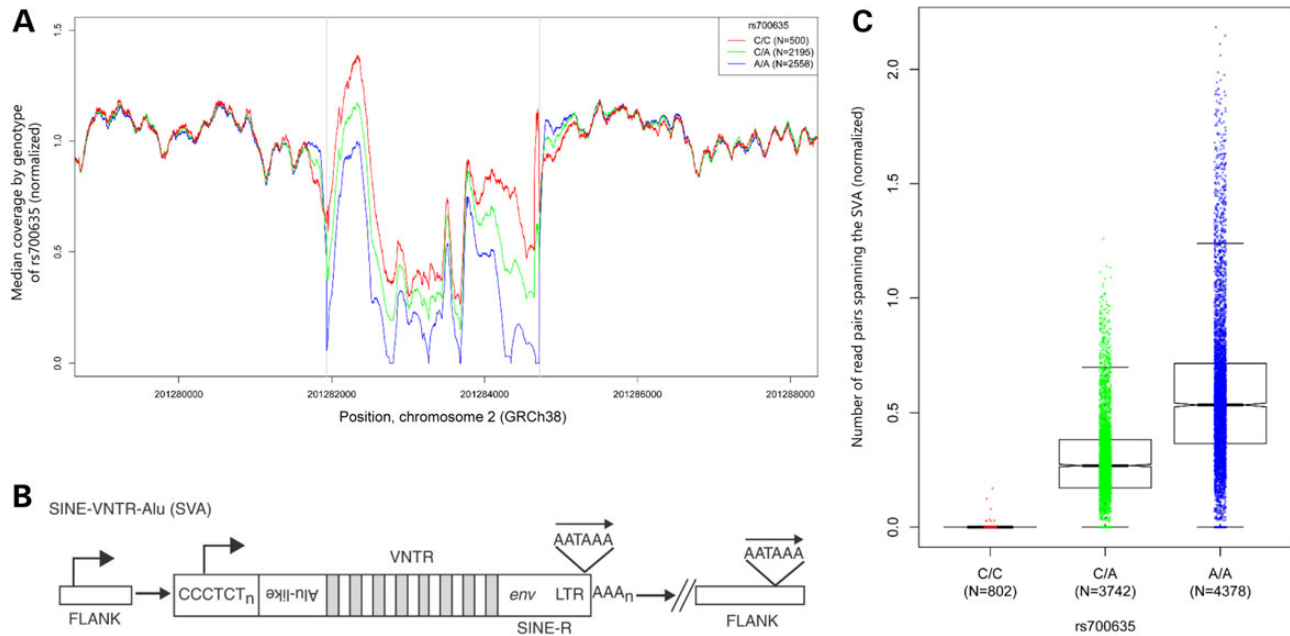 A
Median coverage by genotype
of rs700635 (normalized)
1.5
1.0
0.5
0.0
rs700635
C/C (N=500)
C/A (N=2195)
A/A (N=2558)
201280000
201282000
201284000
201286000
201288000
Position, chromosome 2 (GRCh38)
B
SINE-VNTR-Alu (SVA)
FLANK
CCCTCTn
Alu-like
VNTR
env
LTR
SINE-R
AATAAA
AAAn
AATAAA
FLANK
C
Number of read pairs spanning the SVA (normalized)
2.0
1.5
1.0
0.5
0.0
C/C
(N=802)
C/A
(N=3742)
A/A
(N=4378)
rs700635